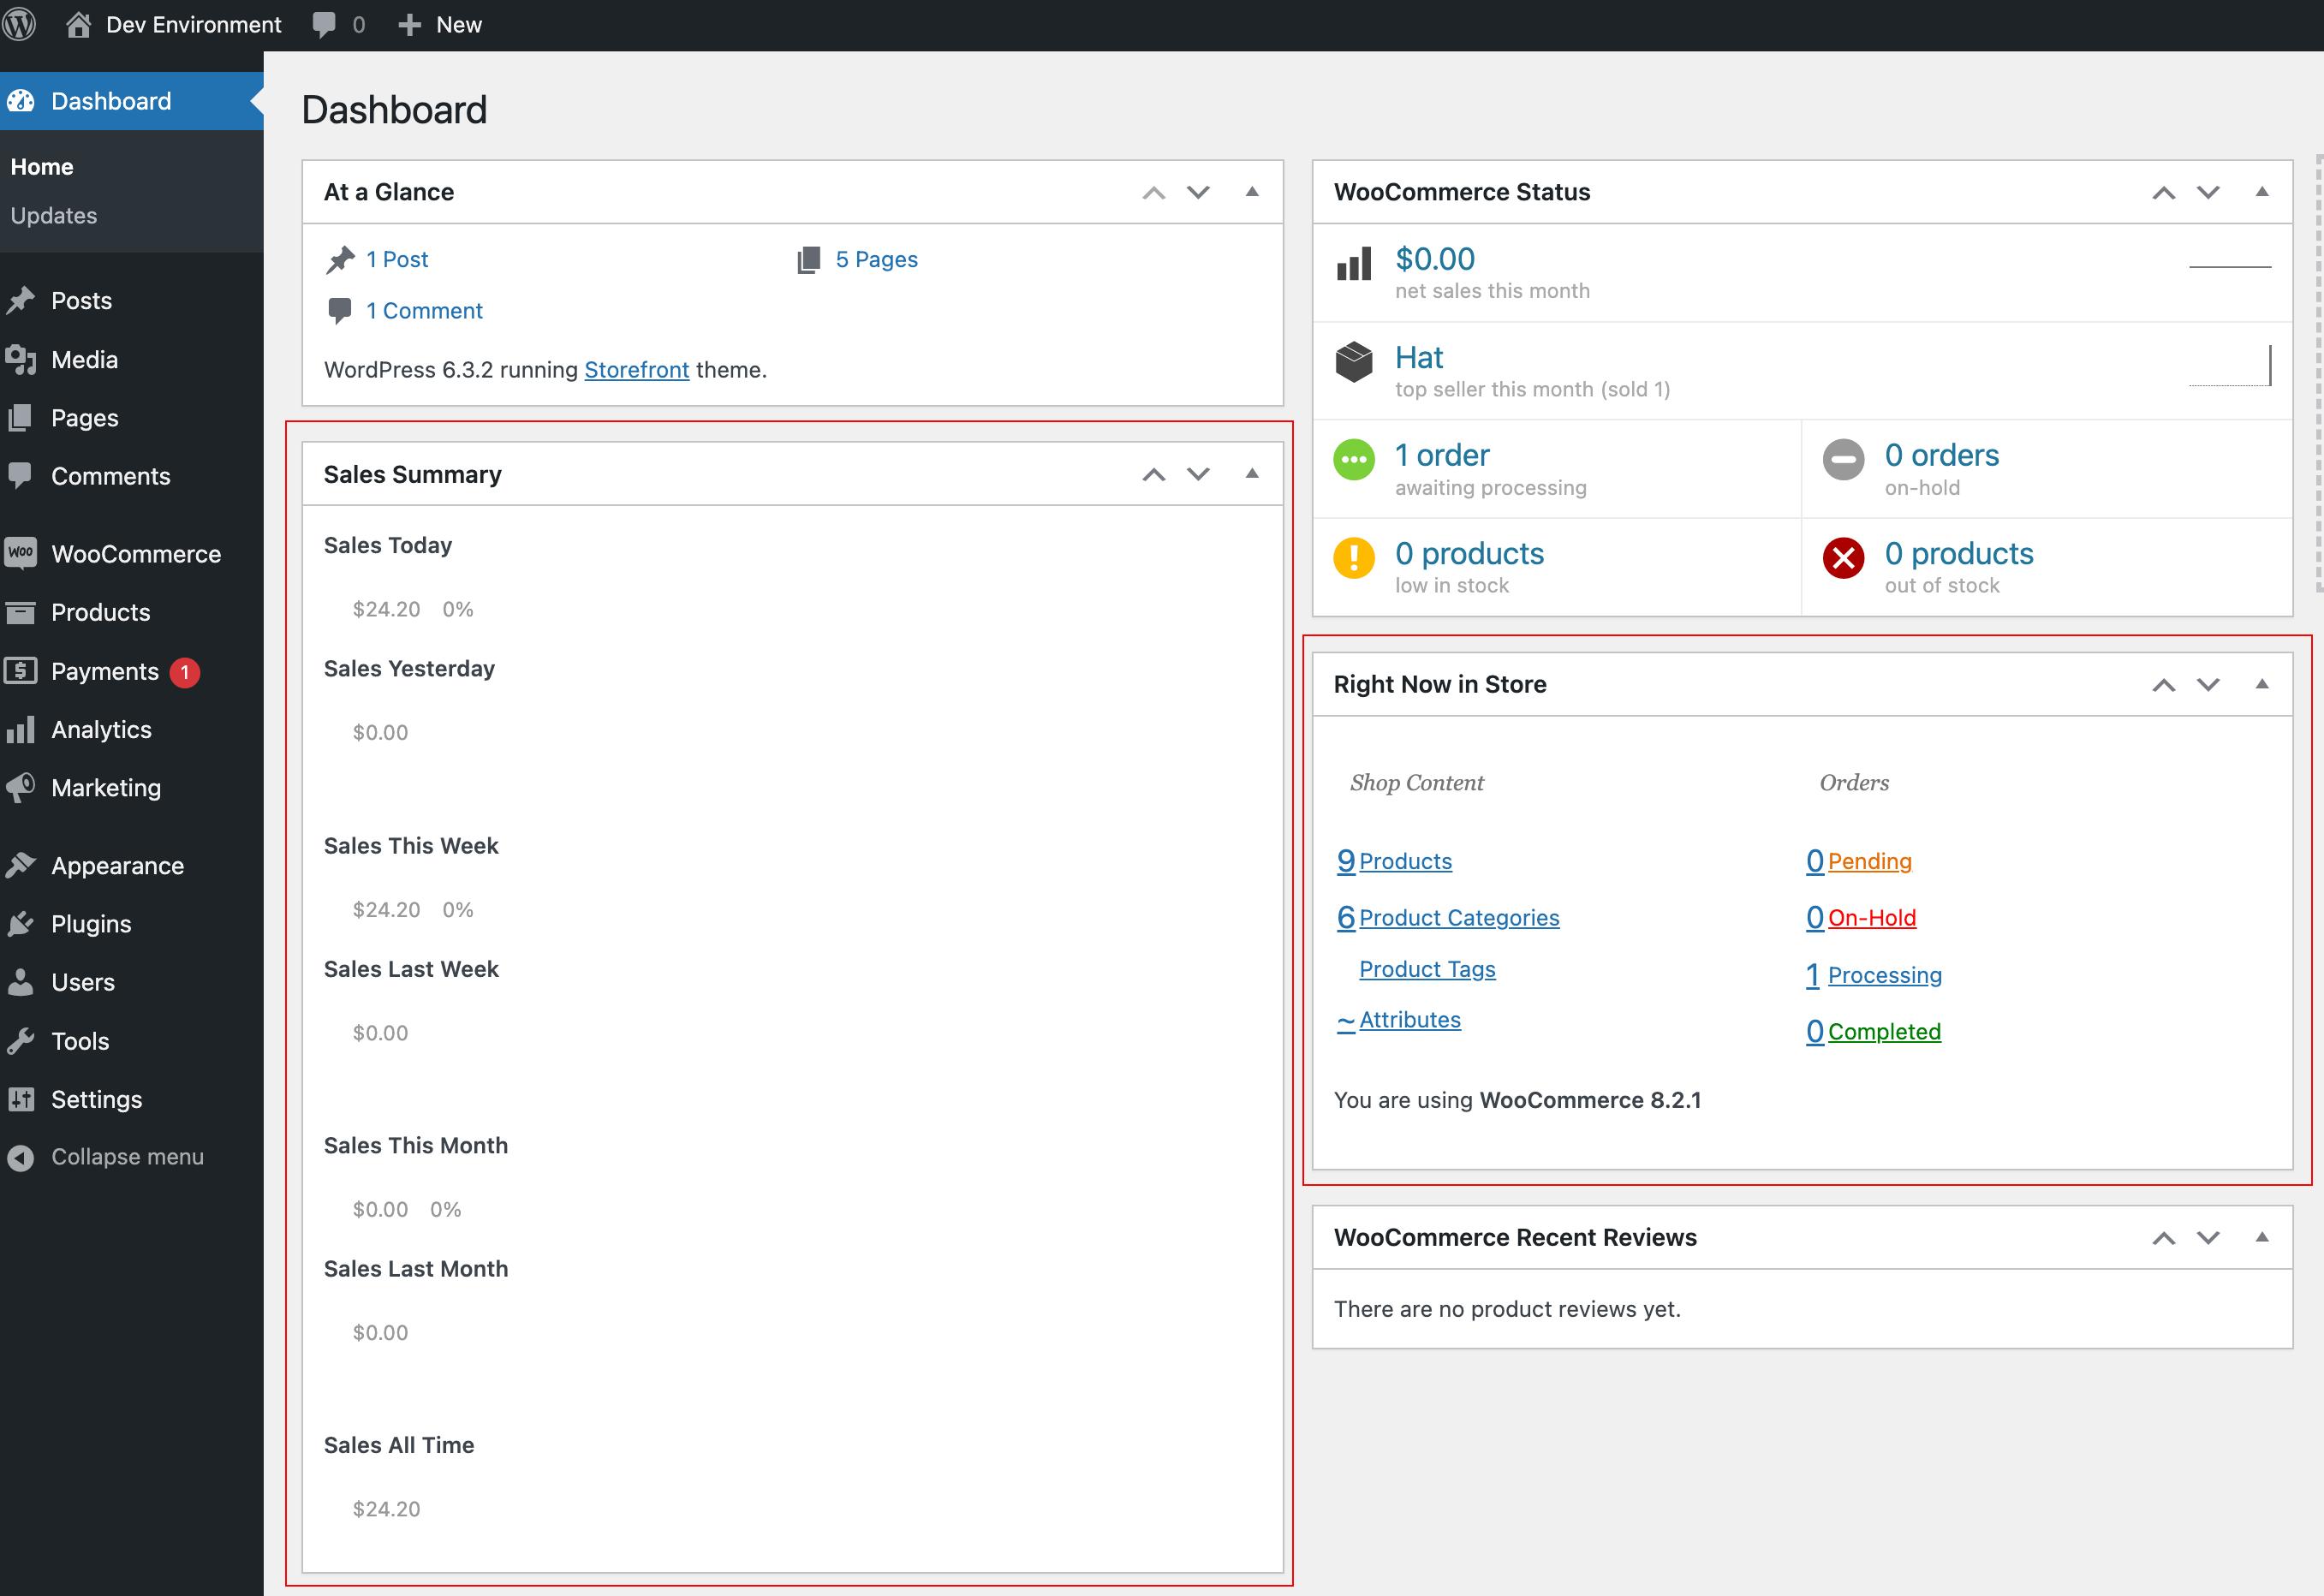 Dev Environment 0 New
Dashboard
Home
Updates
Posts
Media
Pages
Comments
Woo WooCommerce
Products
Payments 1
Analytics
Marketing
Appearance
Plugins
Users
Tools
Settings
Collapse menu
Dashboard
At a Glance
1 Post
5 Pages
1 Comment
WordPress 6.3.2 running Storefront theme.
Sales Summary
Sales Today
$24.20 0%
Sales Yesterday
$0.00
Sales This Week
$24.20 0%
Sales Last Week
$0.00
Sales This Month
$0.00 0%
Sales Last Month
$0.00
Sales All Time
$24.20
WooCommerce Status
$0.00
net sales this month
Hat
top seller this month (sold 1)
1 order
awaiting processing
0 orders
on-hold
0 products
low in stock
0 products
out of stock
Right Now in Store
Shop Content
9 Products
6 Product Categories
Product Tags
~ Attributes
Orders
0 Pending
0 On-Hold
1 Processing
0 Completed
You are using WooCommerce 8.2.1
WooCommerce Recent Reviews
There are no product reviews yet.